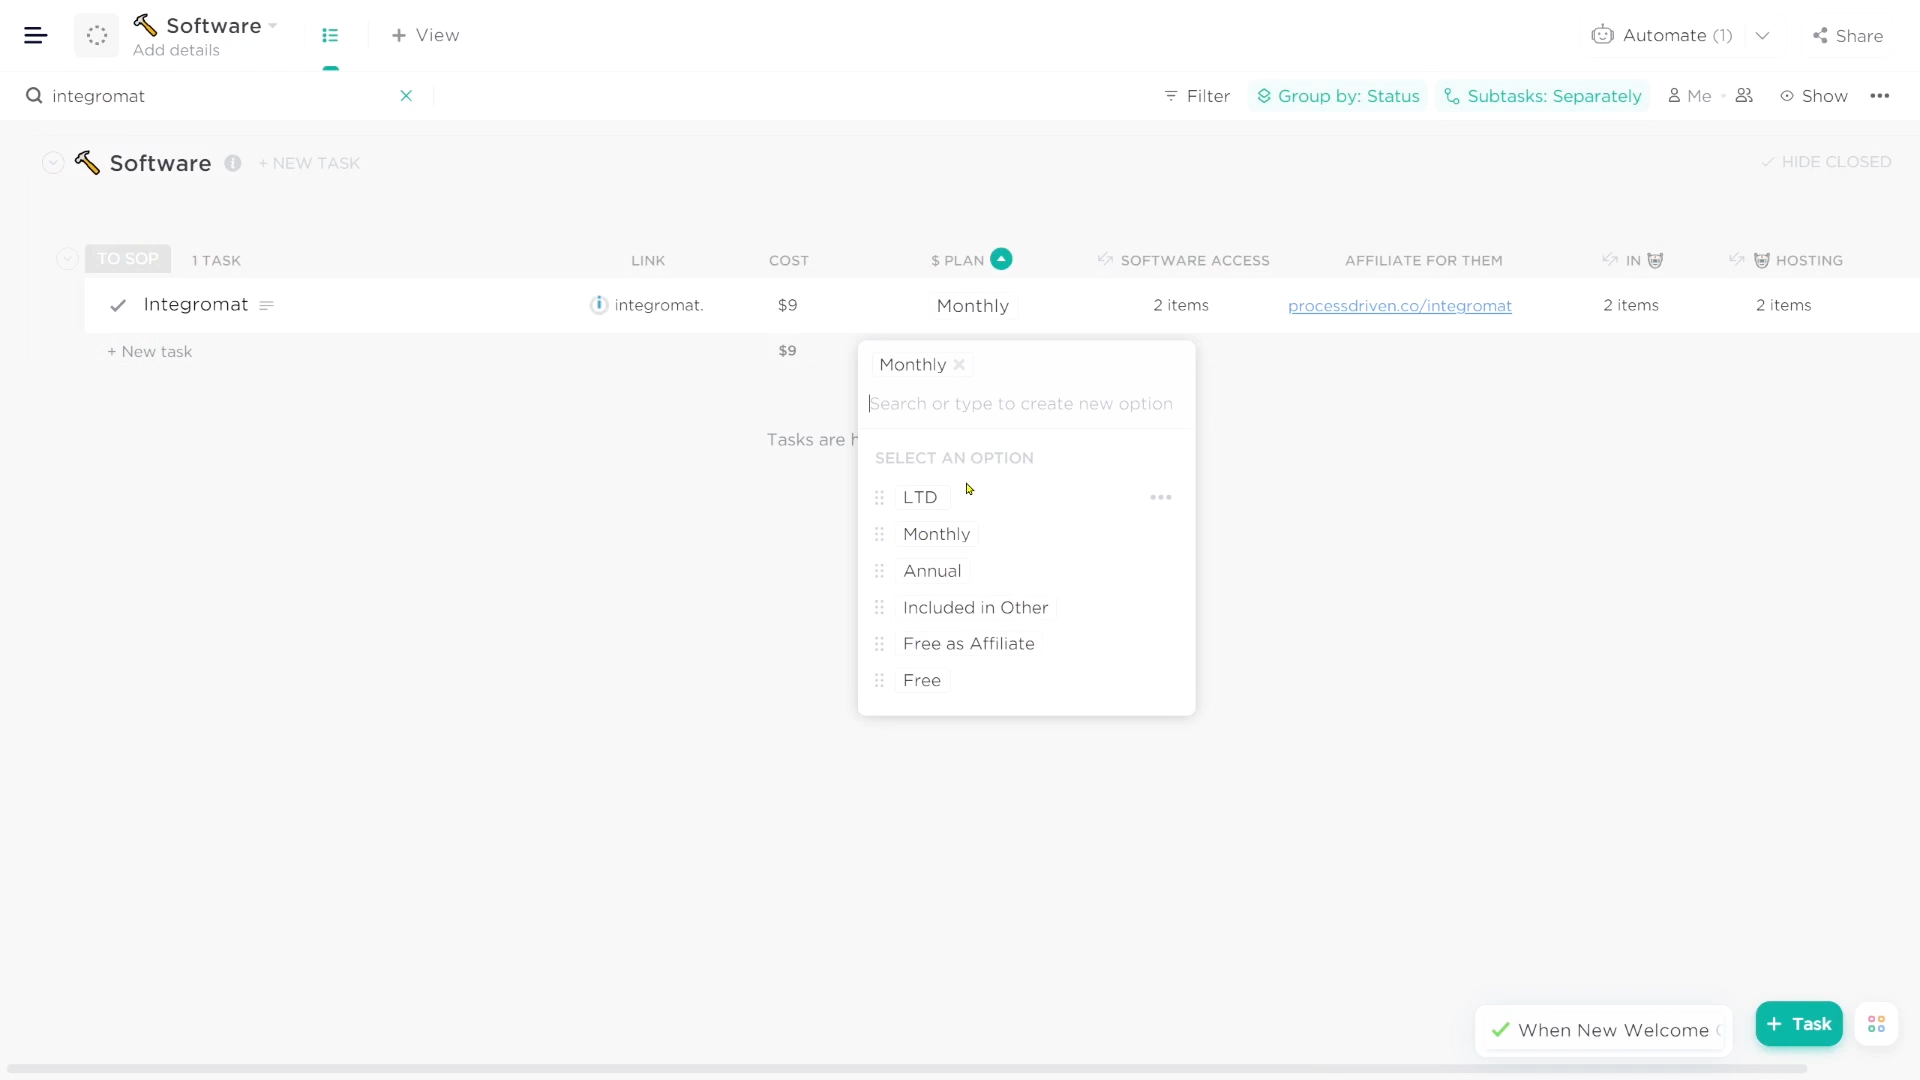 Software
Add details
+ View
Automate (1)
Share
integromat
Filter
Group by: Status
Subtasks: Separately
Me
Show
Software
+ NEW TASK
HIDE CLOSED
TO SOP
1 TASK
LINK
COST
$ PLAN
SOFTWARE ACCESS
AFFILIATE FOR THEM
IN
HOSTING
Integromat
integromat.
$9
Monthly
2 items
processdriven.co/integromat
2 items
2 items
+ New task
$9
Monthly
Search or type to create new option
Tasks are
SELECT AN OPTION
LTD
Monthly
Annual
Included in Other
Free as Affiliate
Free
When New Welcome
+ Task